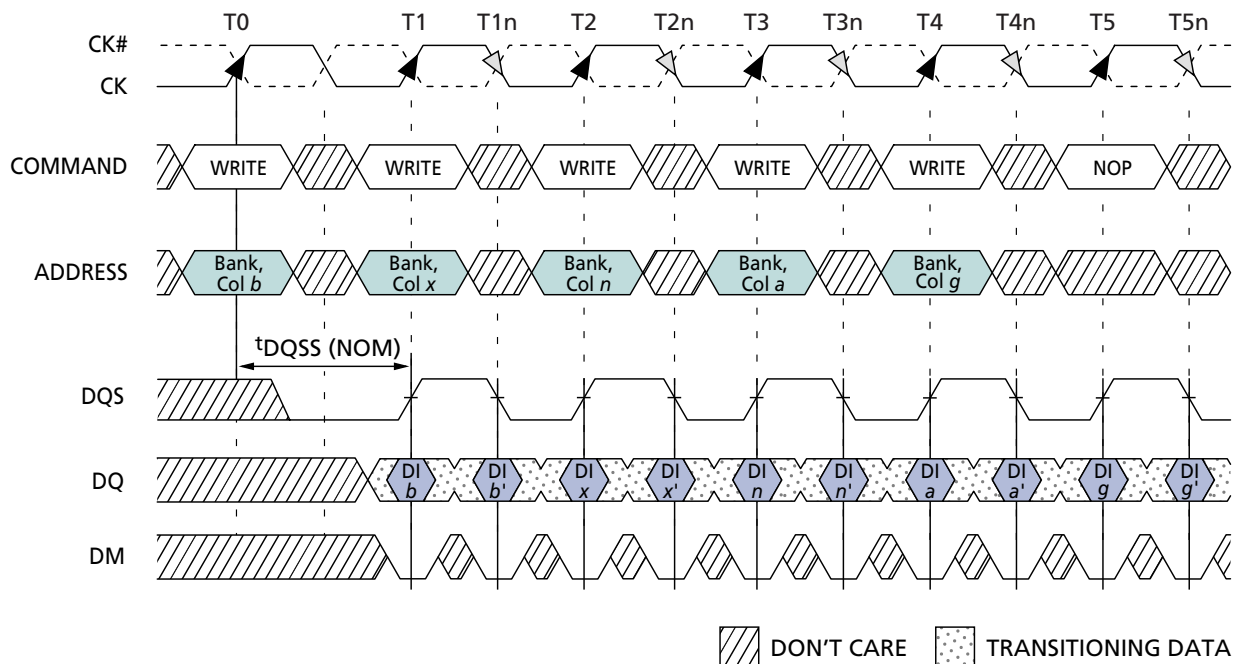 T0 T1 T1n T2 T2n T3 T3n T4 T4n T5 T5n
CK#
CK
COMMAND WRITE WRITE WRITE WRITE WRITE NOP
ADDRESS Bank, Col b Bank, Col x Bank, Col n Bank, Col a Bank, Col g
tDQSS (NOM)
DQS
DQ DI b DI b' DI x DI x' DI n DI n' DI a DI a' DI g DI g'
DM
DON'T CARE TRANSITIONING DATA